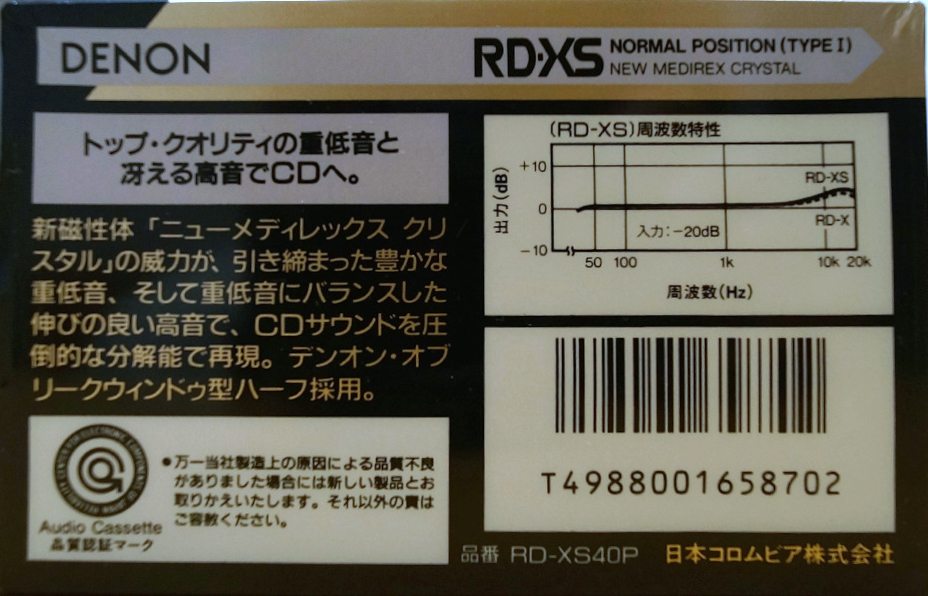 DENON
RD·XS NORMAL POSITION (TYPE I)
NEW MEDIREX CRYSTAL
トップ・クオリティの重低音と
冴える高音でCDへ。
新磁性体「ニューメディレックス クリ
スタル」の威力が、引き締まった豊かな
重低音、そして重低音にバランスした
伸びの良い高音で、CDサウンドを圧
倒的な分解能で再現。デンオン・オブ
リークウィンドゥ型ハーフ採用。
(RD-XS)周波数特性
出力(dB)
+10
0
-10
RD-XS
RD-X
入力:-20dB
50 100 1k 10k 20k
周波数(Hz)
T4988001658702
Audio Cassette
品質認証マーク
●万一当社製造上の原因による品質不良
がありました場合には新しい製品とお
取りかえいたします。それ以外の責は
ご容赦ください。
品番 RD-XS40P 日本コロムビア株式会社